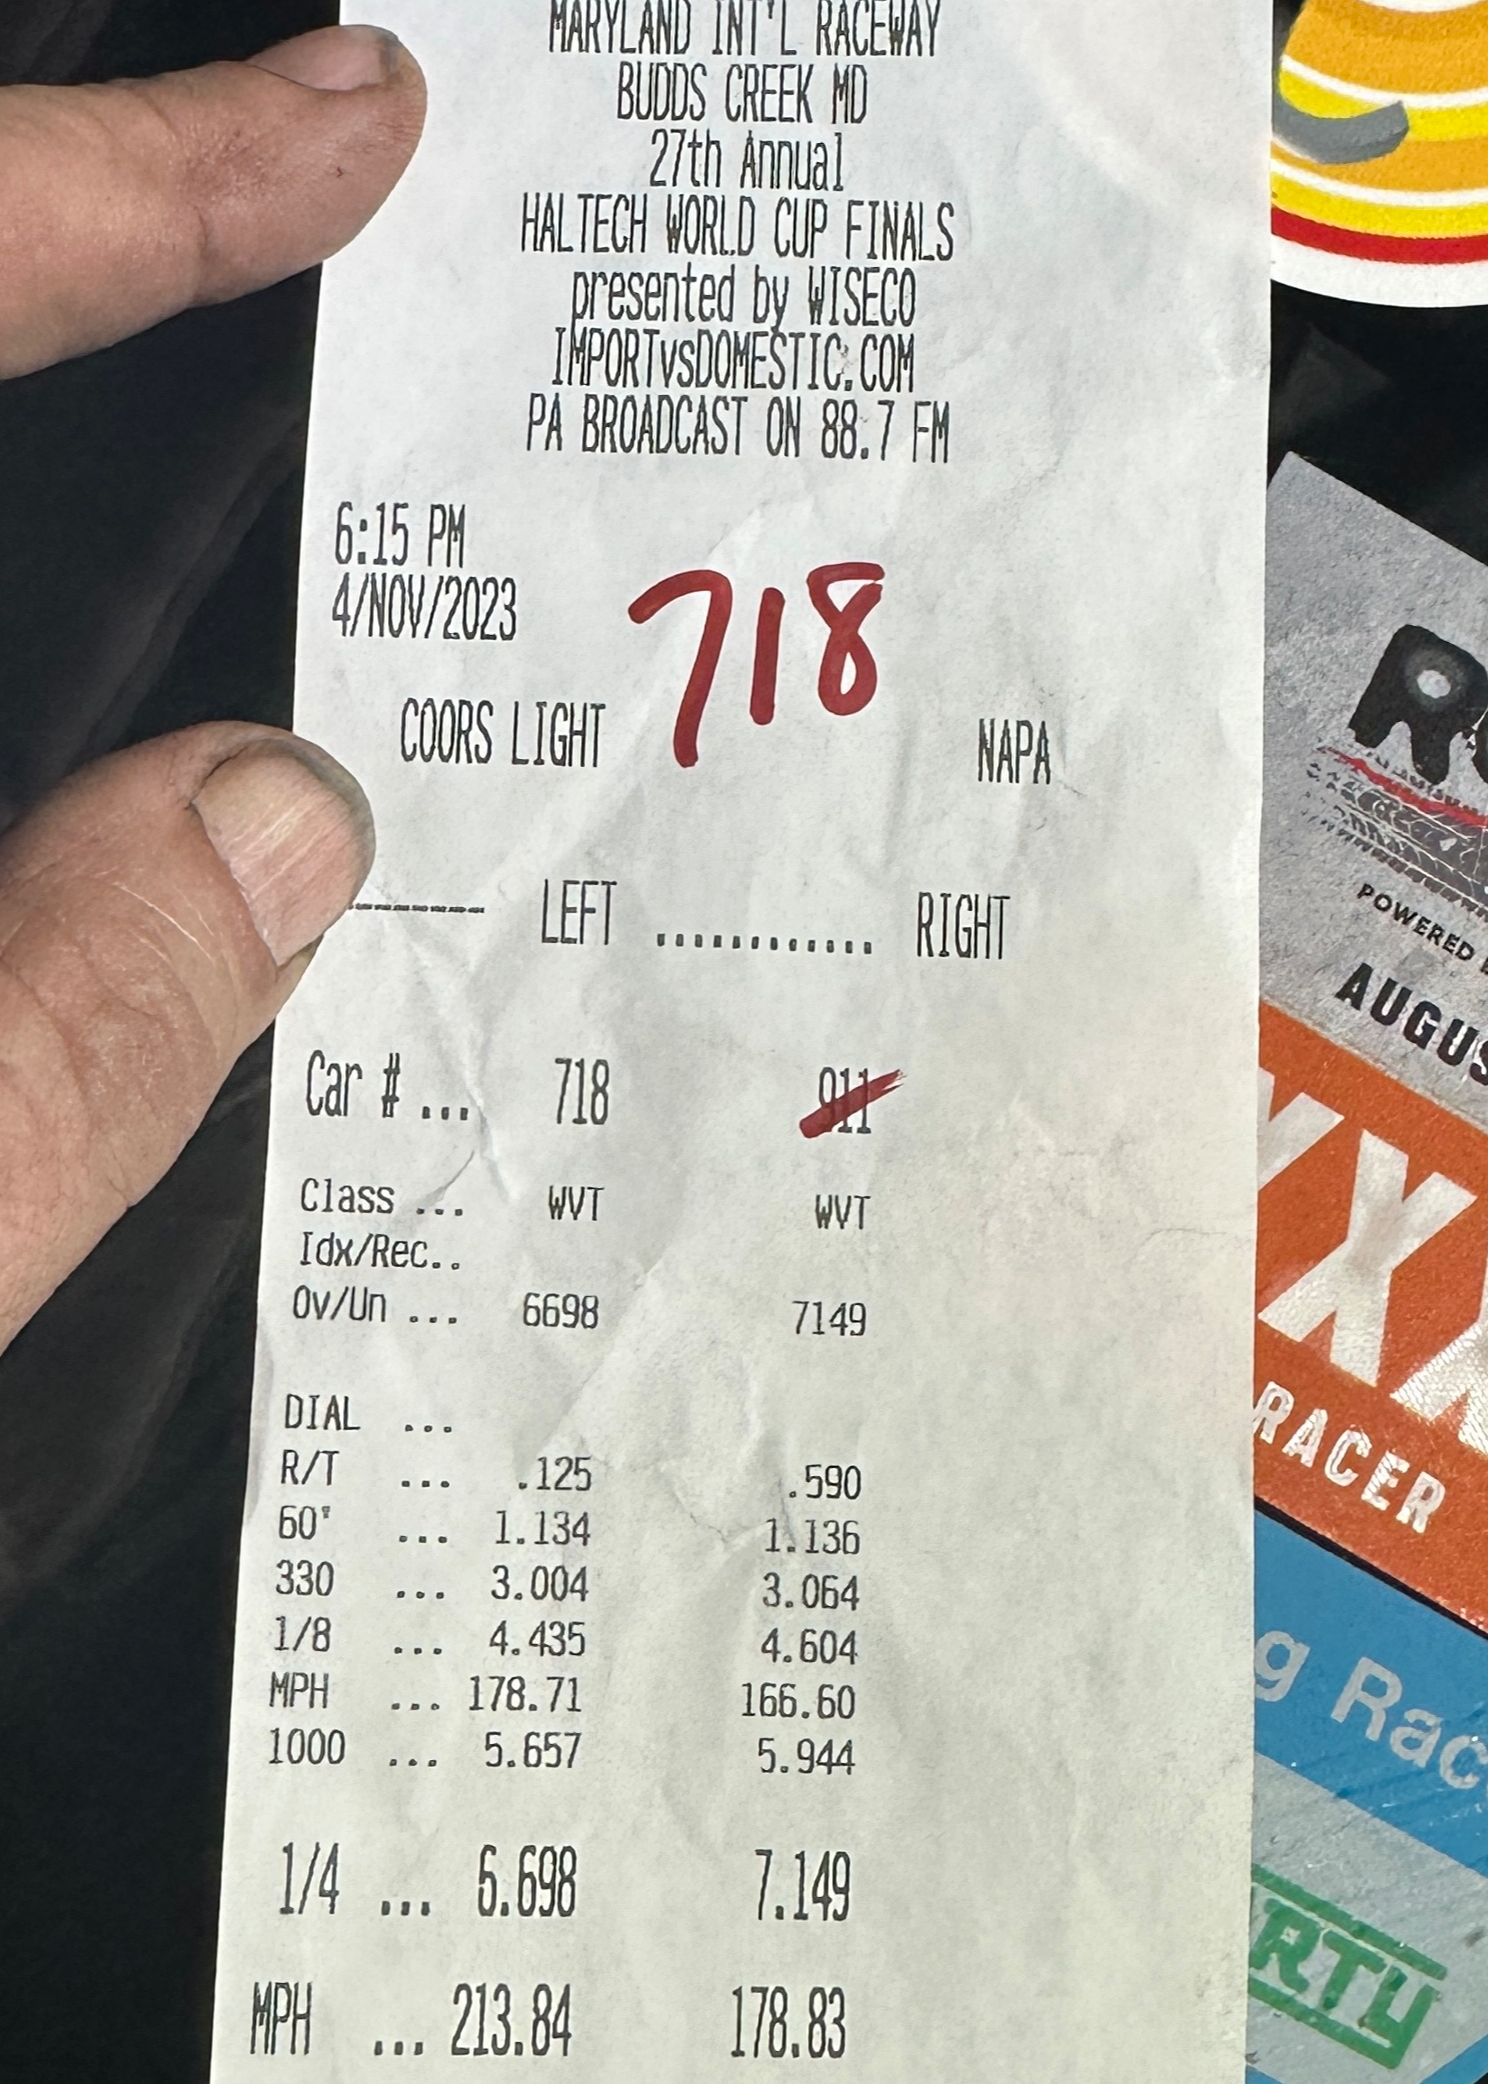 MARYLAND INT'L RACEWAY
BUDDS CREEK MD
27th Annual
HALTECH WORLD CUP FINALS
presented by WISECO
IMPORTvsDOMESTIC.COM
PA BROADCAST ON 88.7 FM
6:15 PM
4/NOV/2023
718
COORS LIGHT NAPA
LEFT ............ RIGHT
Car # ... 718 911
Class ... WVT WVT
Idx/Rec..
Ov/Un ... 6698 7149
DIAL ...
R/T ... .125 .590
60' ... 1.134 1.136
330 ... 3.004 3.064
1/8 ... 4.435 4.604
MPH ... 178.71 166.60
1000 ... 5.657 5.944
1/4 ... 6.698 7.149
MPH ... 213.84 178.83
POWERED
AUGUS
XX
RACER
g Rac
RTU